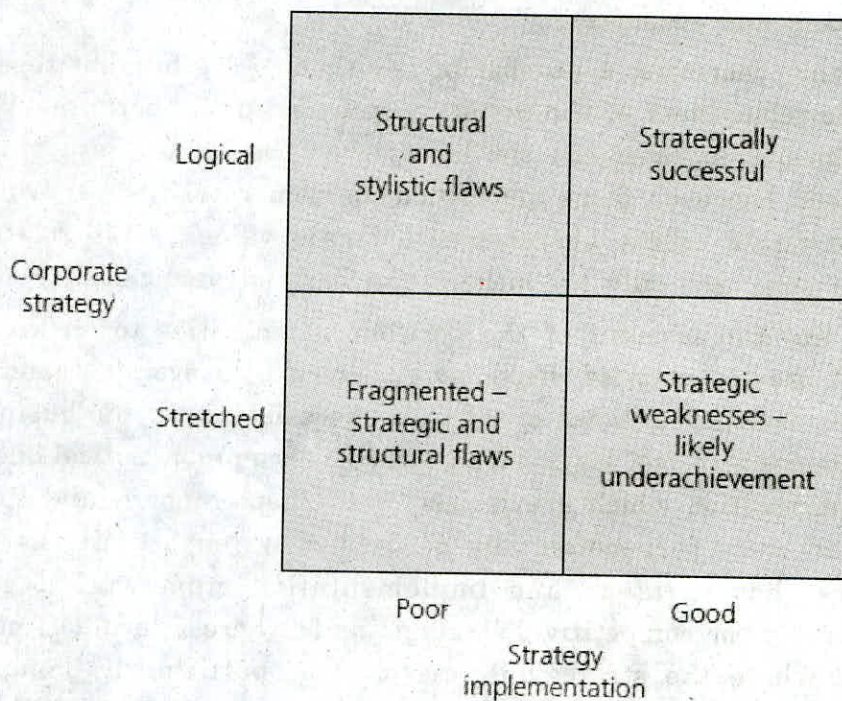 Logical
Structural
and
stylistic flaws
Strategically
successful
Corporate
strategy
Stretched
Fragmented –
strategic and
structural flaws
Strategic
weaknesses –
likely
underachievement
Poor
Good
Strategy
implementation